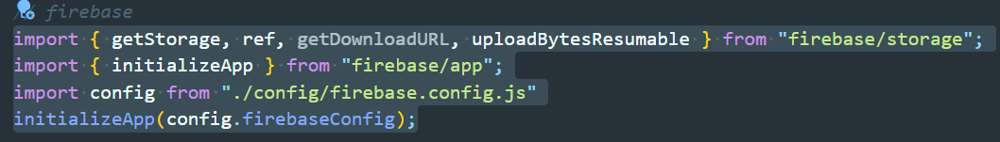 // firebase
import { getStorage, ref, getDownloadURL, uploadBytesResumable } from "firebase/storage";
import { initializeApp } from "firebase/app";
import config from "./config/firebase.config.js"
initializeApp(config.firebaseConfig);